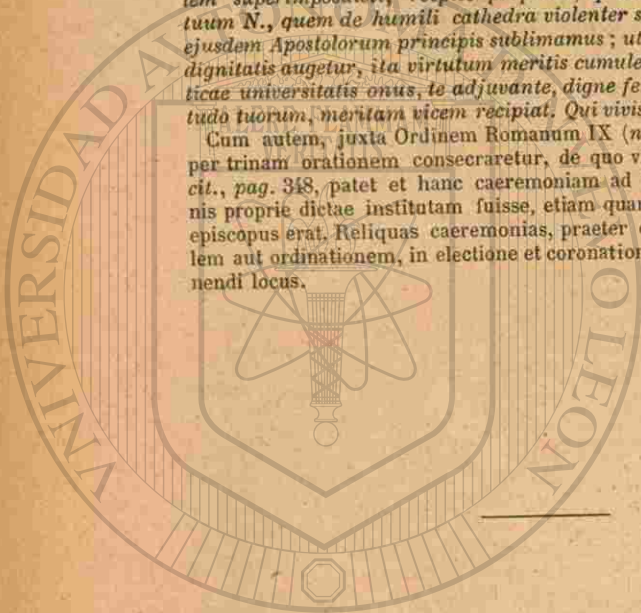 tuum N., quem de humili cathedra violenter s
ejusdem Apostolorum principis sublimamus; ut
dignitatis augetur, ita virtutum meritis cumule
ticae universitatis onus, te adjuvante, digne fe
tudo tuorum, meritam vicem recipiat. Qui vivis
Cum autem, juxta Ordinem Romanum IX (n
per trinam orationem consecraretur, de quo v
cit., pag. 348, patet et hanc caeremoniam ad
nis proprie dictae institutam fuisse, etiam quan
episcopus erat. Reliquas caeremonias, praeter
lem aut ordinationem, in electione et coronation
nendi locus.